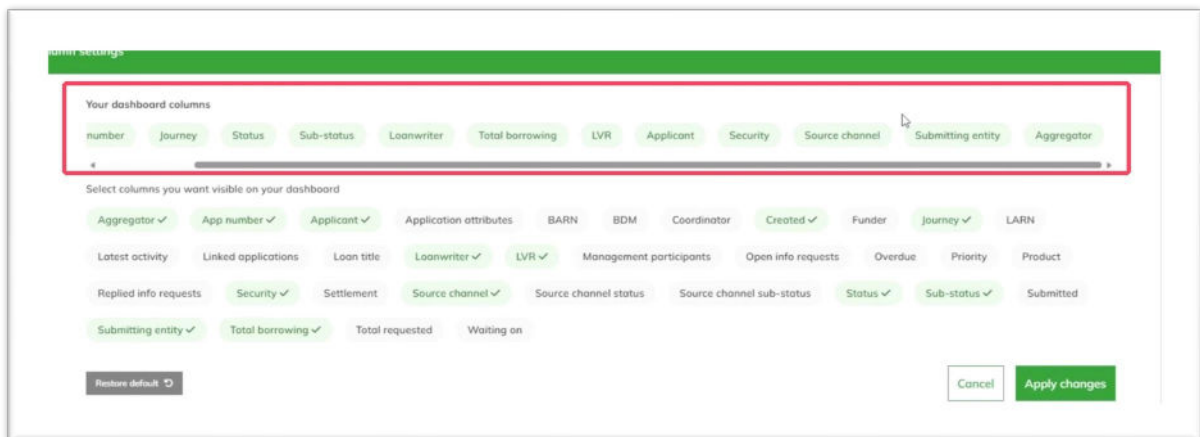 umn settings
Your dashboard columns
number Journey Status Sub-status Loanwriter Total borrowing LVR Applicant Security Source channel Submitting entity Aggregator
Select columns you want visible on your dashboard
Aggregator ✓ App number ✓ Applicant ✓ Application attributes BARN BDM Coordinator Created ✓ Funder Journey ✓ LARN
Latest activity Linked applications Loan title Loanwriter ✓ LVR ✓ Management participants Open info requests Overdue Priority Product
Replied info requests Security ✓ Settlement Source channel ✓ Source channel status Source channel sub-status Status ✓ Sub-status ✓ Submitted
Submitting entity ✓ Total borrowing ✓ Total requested Waiting on
Restore default Cancel Apply changes